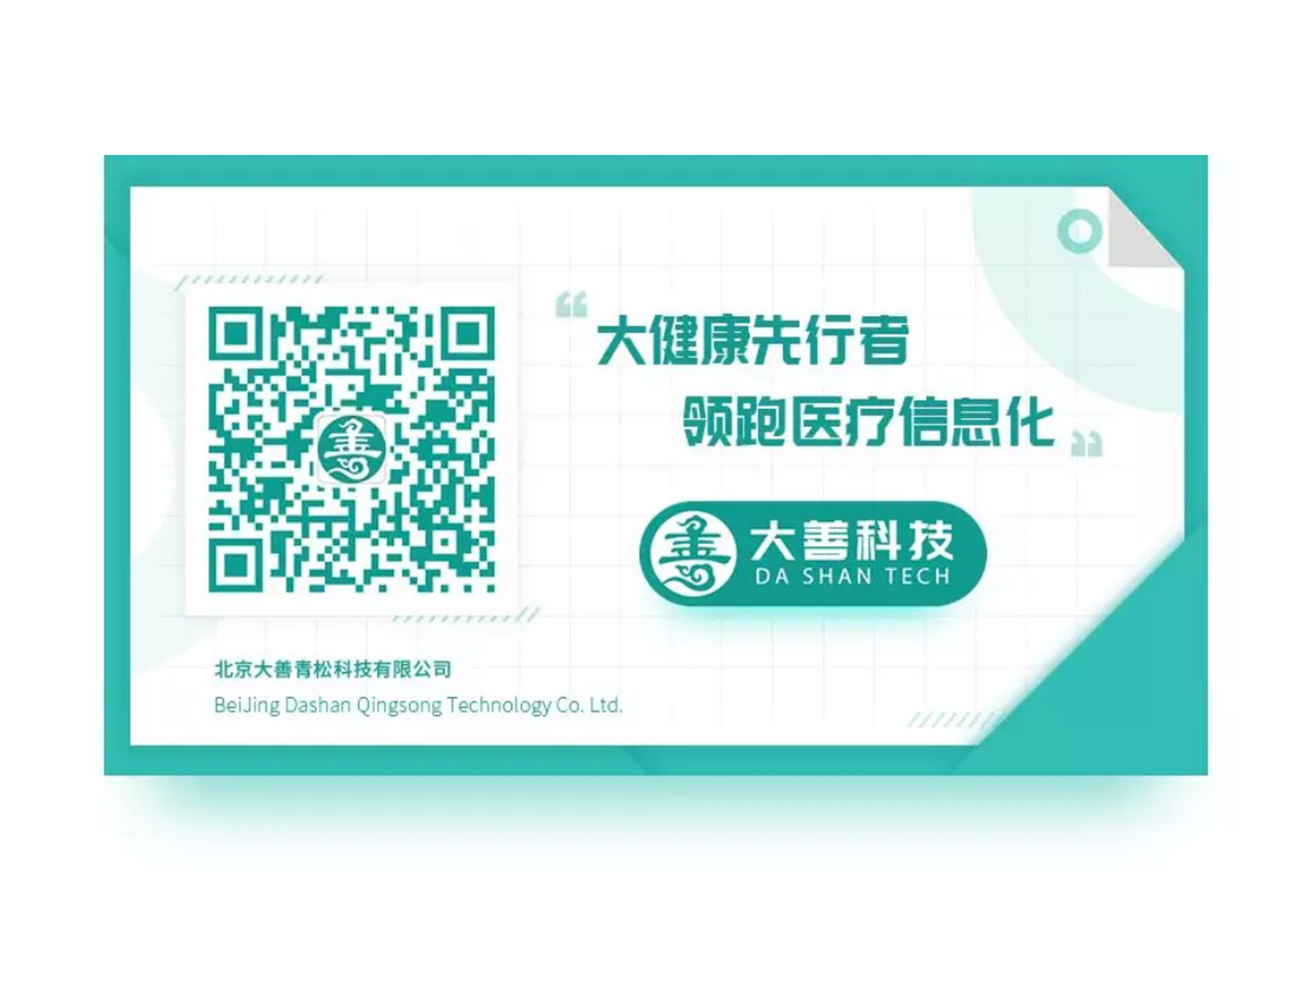 善
“大健康先行者
领跑医疗信息化”
善 大善科技
DA SHAN TECH
北京大善青松科技有限公司
BeiJing Dashan Qingsong Technology Co. Ltd.